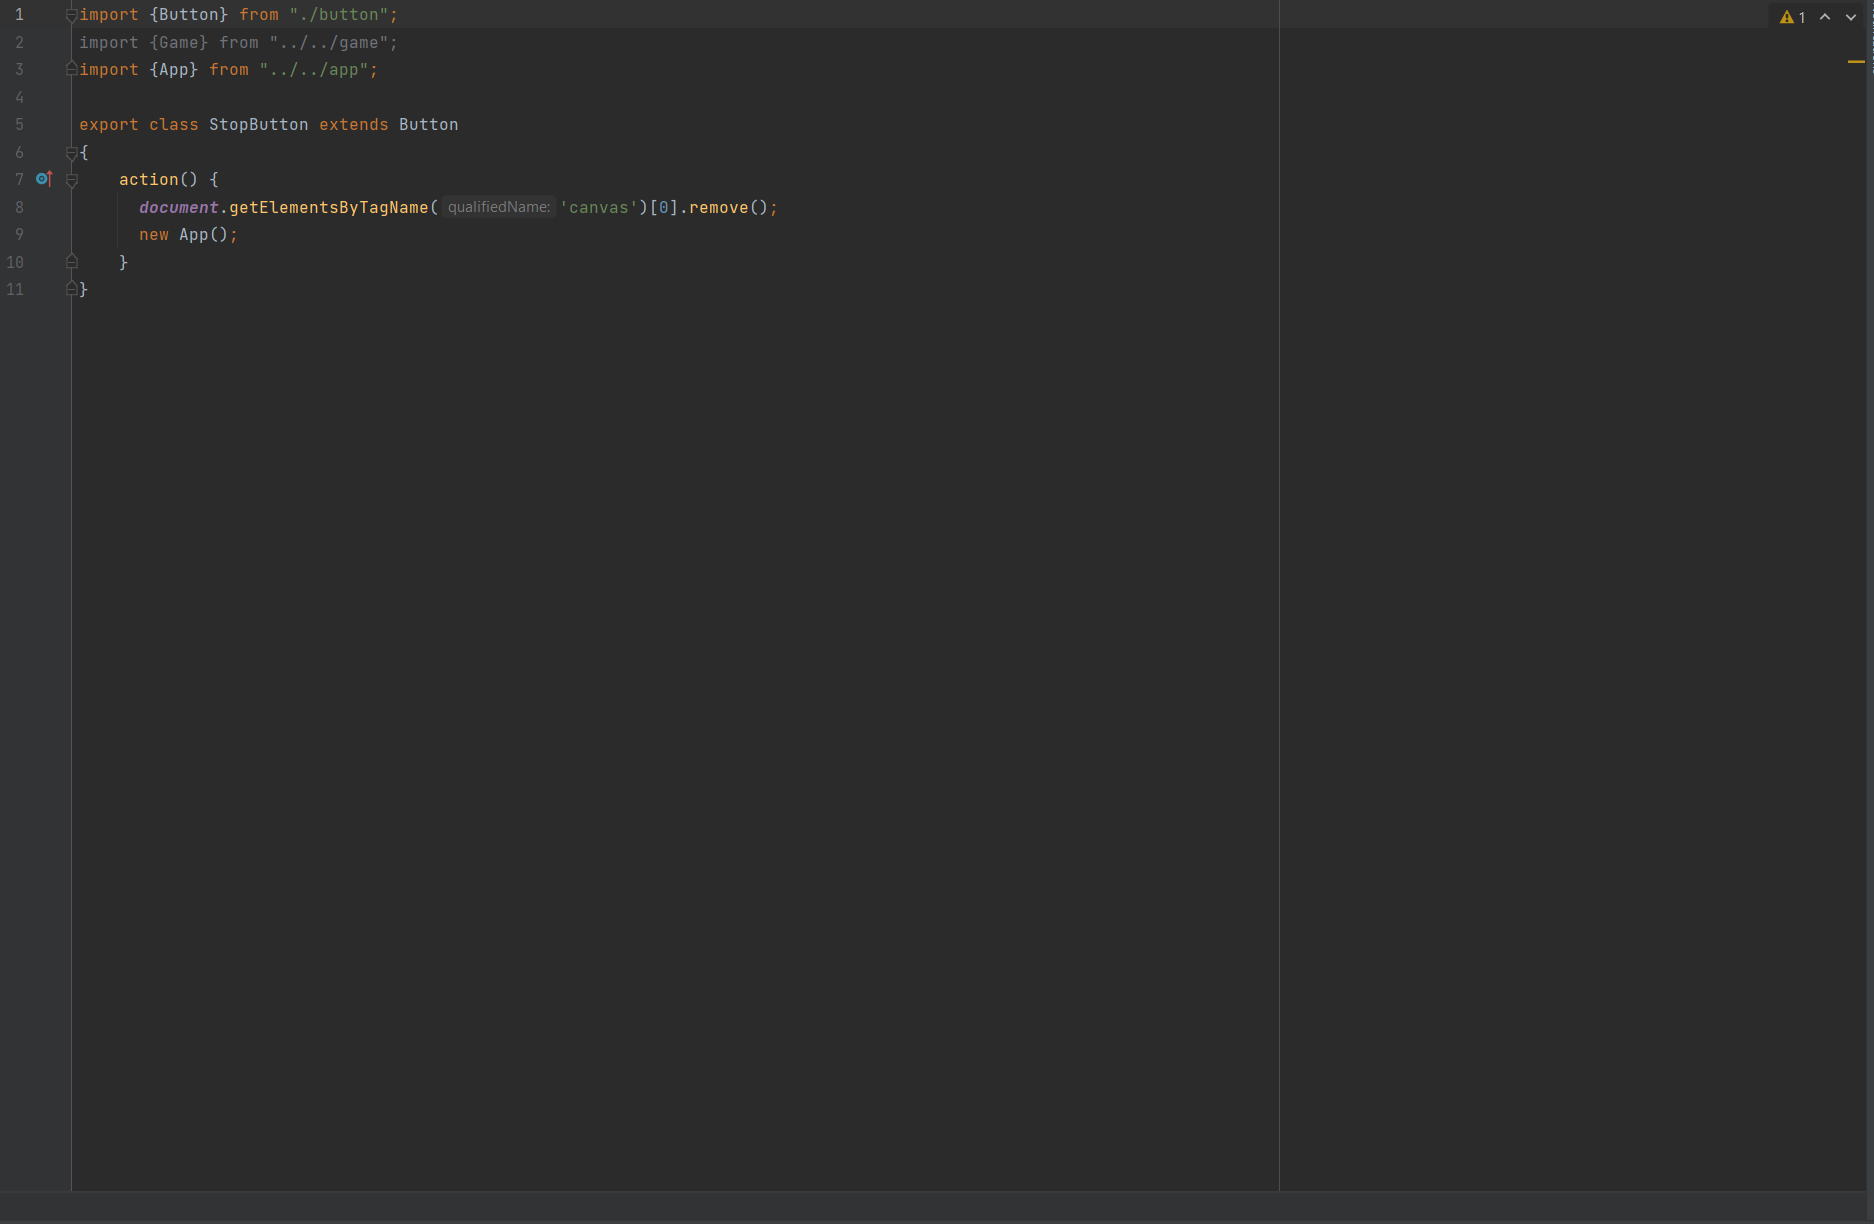 1 import {Button} from "./button";
2 import {Game} from "../../game";
3 import {App} from "../../app";
4
5 export class StopButton extends Button
6 {
7     action() {
8       document.getElementsByTagName( qualifiedName: 'canvas')[0].remove();
9       new App();
10     }
11 }
1